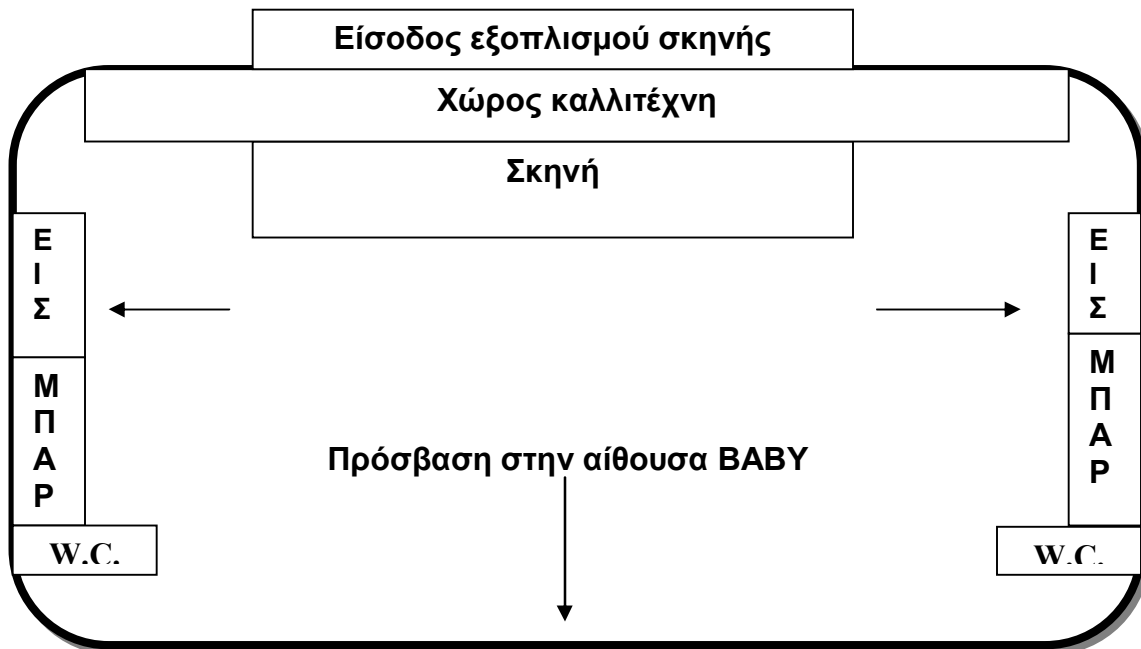 Είσοδος εξοπλισμού σκηνής
Χώρος καλλιτέχνη
Σκηνή
Ε
Ι
Σ
Ε
Ι
Σ
Μ
Π
Α
Ρ
Μ
Π
Α
Ρ
Πρόσβαση στην αίθουσα BABY
W.C.
W.C.